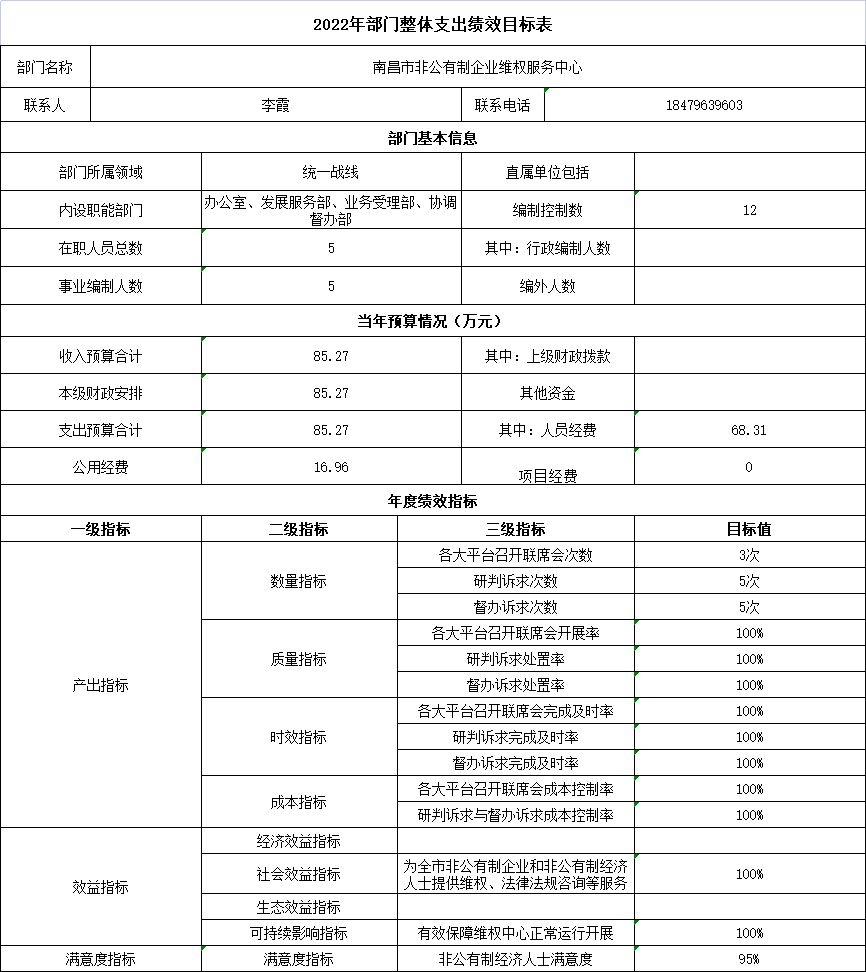 2022年部门整体支出绩效目标表
部门名称 南昌市非公有制企业维权服务中心
联系人 李霞 联系电话 18479639603
部门基本信息
部门所属领域 统一战线 直属单位包括
内设职能部门 办公室、发展服务部、业务受理部、协调
督办部 编制控制数 12
在职人员总数 5 其中：行政编制人数
事业编制人数 5 编外人数
当年预算情况（万元）
收入预算合计 85.27 其中：上级财政拨款
本级财政安排 85.27 其他资金
支出预算合计 85.27 其中：人员经费 68.31
公用经费 16.96 项目经费 0
年度绩效指标
一级指标 二级指标 三级指标 目标值
产出指标 数量指标 各大平台召开联席会次数 3次
研判诉求次数 5次
督办诉求次数 5次
质量指标 各大平台召开联席会开展率 100%
研判诉求处置率 100%
督办诉求处置率 100%
时效指标 各大平台召开联席会完成及时率 100%
研判诉求完成及时率 100%
督办诉求完成及时率 100%
成本指标 各大平台召开联席会成本控制率 100%
研判诉求与督办诉求成本控制率 100%
效益指标 经济效益指标
社会效益指标 为全市非公有制企业和非公有制经济
人士提供维权、法律法规咨询等服务 100%
生态效益指标
可持续影响指标 有效保障维权中心正常运行开展 100%
满意度指标 满意度指标 非公有制经济人士满意度 95%